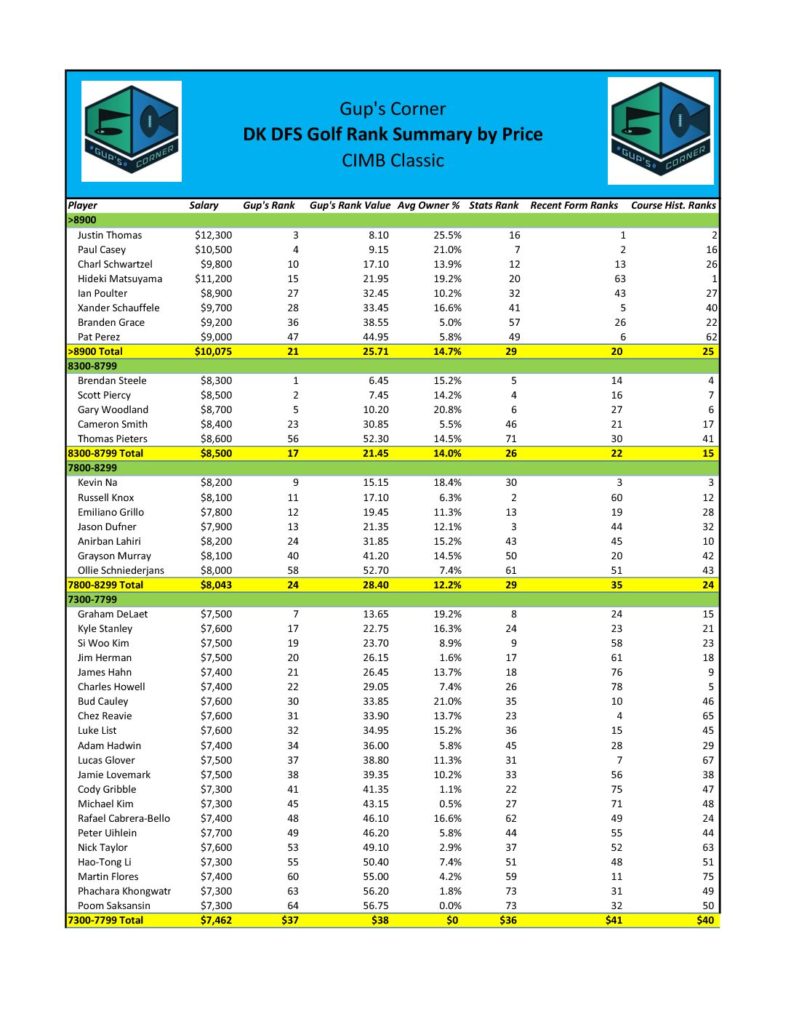 #GUP'S CORNER
Gup's Corner
DK DFS Golf Rank Summary by Price
CIMB Classic
#GUP'S CORNER
Player Salary Gup's Rank Gup's Rank Value Avg Owner % Stats Rank Recent Form Ranks Course Hist. Ranks
>8900
Justin Thomas $12,300 3 8.10 25.5% 16 1 2
Paul Casey $10,500 4 9.15 21.0% 7 2 16
Charl Schwartzel $9,800 10 17.10 13.9% 12 13 26
Hideki Matsuyama $11,200 15 21.95 19.2% 20 63 1
Ian Poulter $8,900 27 32.45 10.2% 32 43 27
Xander Schauffele $9,700 28 33.45 16.6% 41 5 40
Branden Grace $9,200 36 38.55 5.0% 57 26 22
Pat Perez $9,000 47 44.95 5.8% 49 6 62
>8900 Total $10,075 21 25.71 14.7% 29 20 25
8300-8799
Brendan Steele $8,300 1 6.45 15.2% 5 14 4
Scott Piercy $8,500 2 7.45 14.2% 4 16 7
Gary Woodland $8,700 5 10.20 20.8% 6 27 6
Cameron Smith $8,400 23 30.85 5.5% 46 21 17
Thomas Pieters $8,600 56 52.30 14.5% 71 30 41
8300-8799 Total $8,500 17 21.45 14.0% 26 22 15
7800-8299
Kevin Na $8,200 9 15.15 18.4% 30 3 3
Russell Knox $8,100 11 17.10 6.3% 2 60 12
Emiliano Grillo $7,800 12 19.45 11.3% 13 19 28
Jason Dufner $7,900 13 21.35 12.1% 3 44 32
Anirban Lahiri $8,200 24 31.85 15.2% 43 45 10
Grayson Murray $8,100 40 41.20 14.5% 50 20 42
Ollie Schniederjans $8,000 58 52.70 7.4% 61 51 43
7800-8299 Total $8,043 24 28.40 12.2% 29 35 24
7300-7799
Graham DeLaet $7,500 7 13.65 19.2% 8 24 15
Kyle Stanley $7,600 17 22.75 16.3% 24 23 21
Si Woo Kim $7,500 19 23.70 8.9% 9 58 23
Jim Herman $7,500 20 26.15 1.6% 17 61 18
James Hahn $7,400 21 26.45 13.7% 18 76 9
Charles Howell $7,400 22 29.05 7.4% 26 78 5
Bud Cauley $7,600 30 33.85 21.0% 35 10 46
Chez Reavie $7,600 31 33.90 13.7% 23 4 65
Luke List $7,600 32 34.95 15.2% 36 15 45
Adam Hadwin $7,400 34 36.00 5.8% 45 28 29
Lucas Glover $7,500 37 38.80 11.3% 31 7 67
Jamie Lovemark $7,500 38 39.35 10.2% 33 56 38
Cody Gribble $7,300 41 41.35 1.1% 22 75 47
Michael Kim $7,300 45 43.15 0.5% 27 71 48
Rafael Cabrera-Bello $7,400 48 46.10 16.6% 62 49 24
Peter Uihlein $7,700 49 46.20 5.8% 44 55 44
Nick Taylor $7,600 53 49.10 2.9% 37 52 63
Hao-Tong Li $7,300 55 50.40 7.4% 51 48 51
Martin Flores $7,400 60 55.00 4.2% 59 11 75
Phachara Khongwatr $7,300 63 56.20 1.8% 73 31 49
Poom Saksansin $7,300 64 56.75 0.0% 73 32 50
7300-7799 Total $7,462 $37 $38 $0 $36 $41 $40